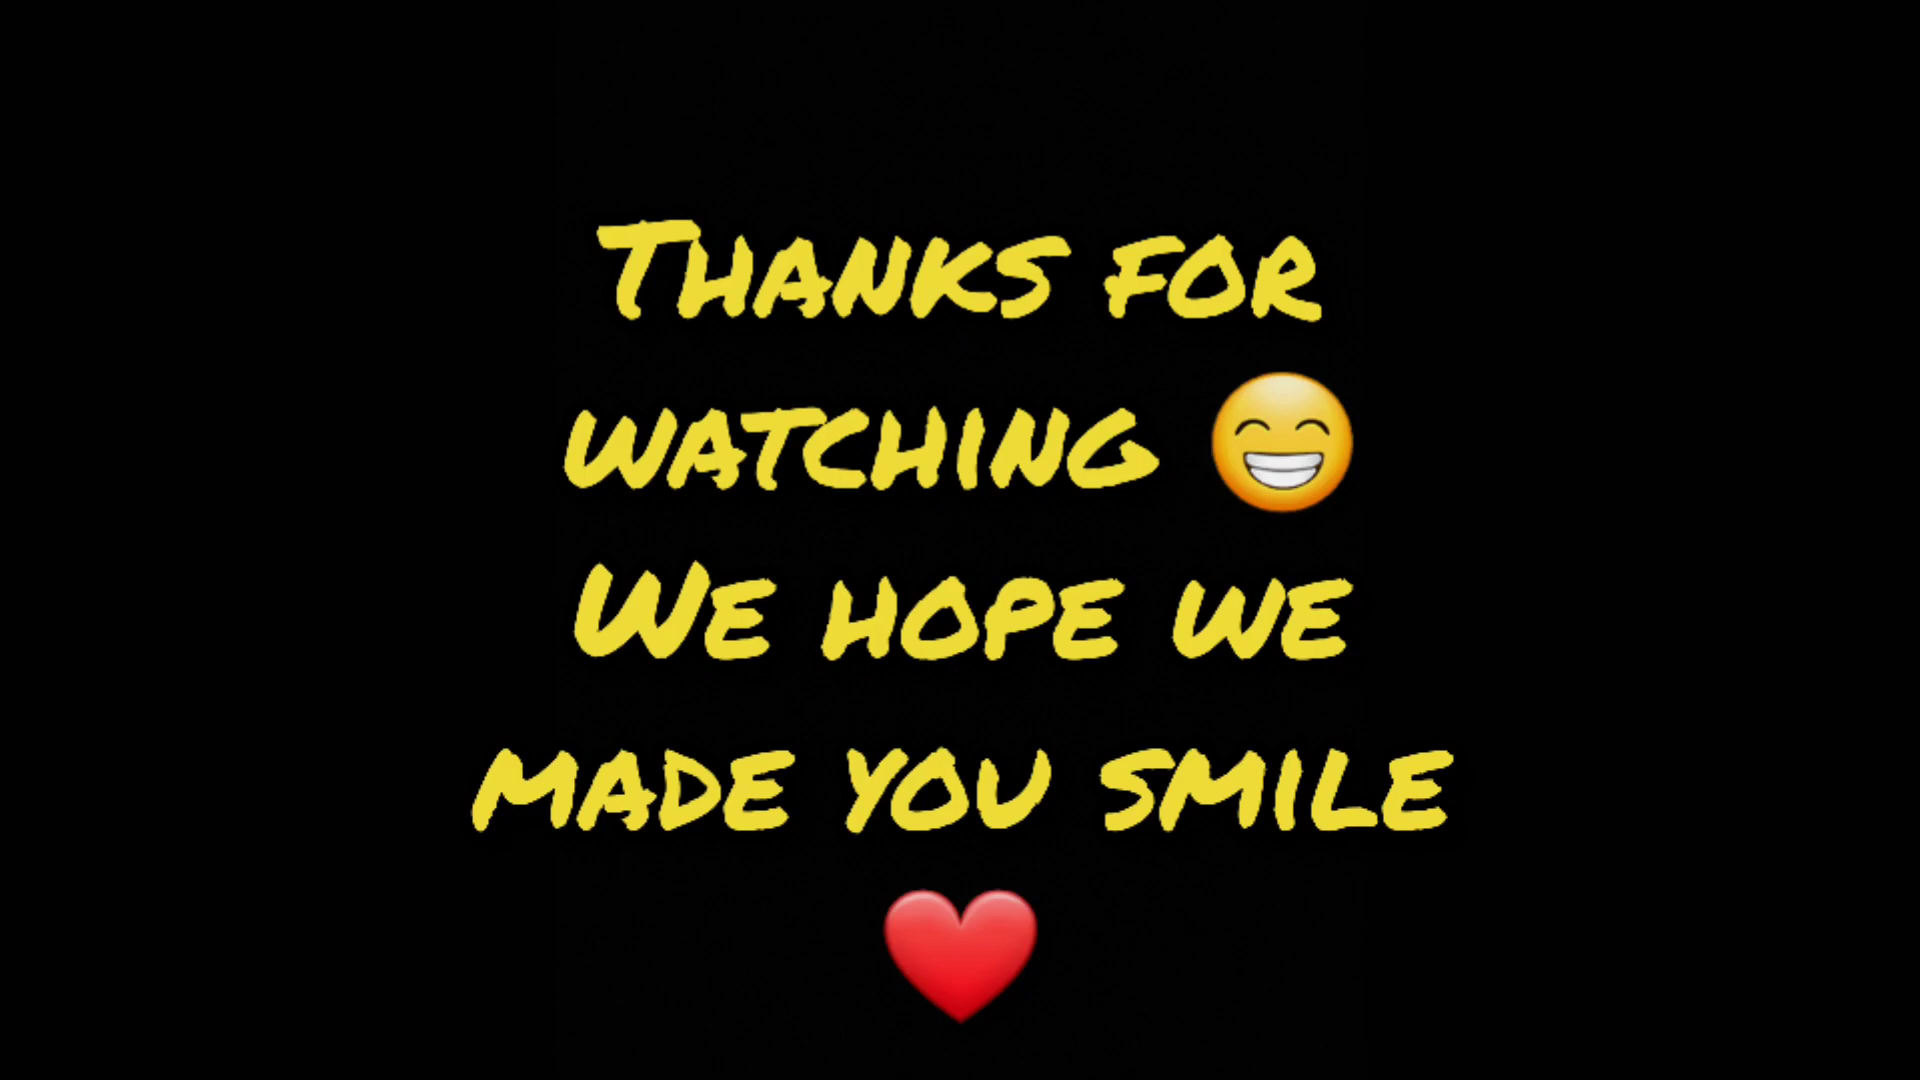 Thanks for
watching 😁
We hope we
made you smile
❤️